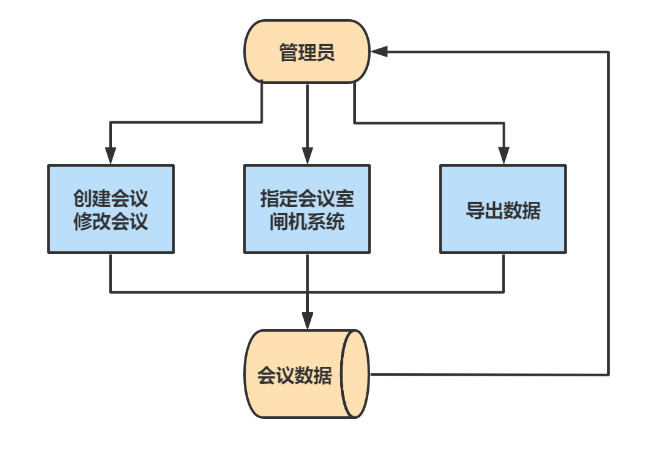 管理员
创建会议
修改会议
指定会议室
闸机系统
导出数据
会议数据